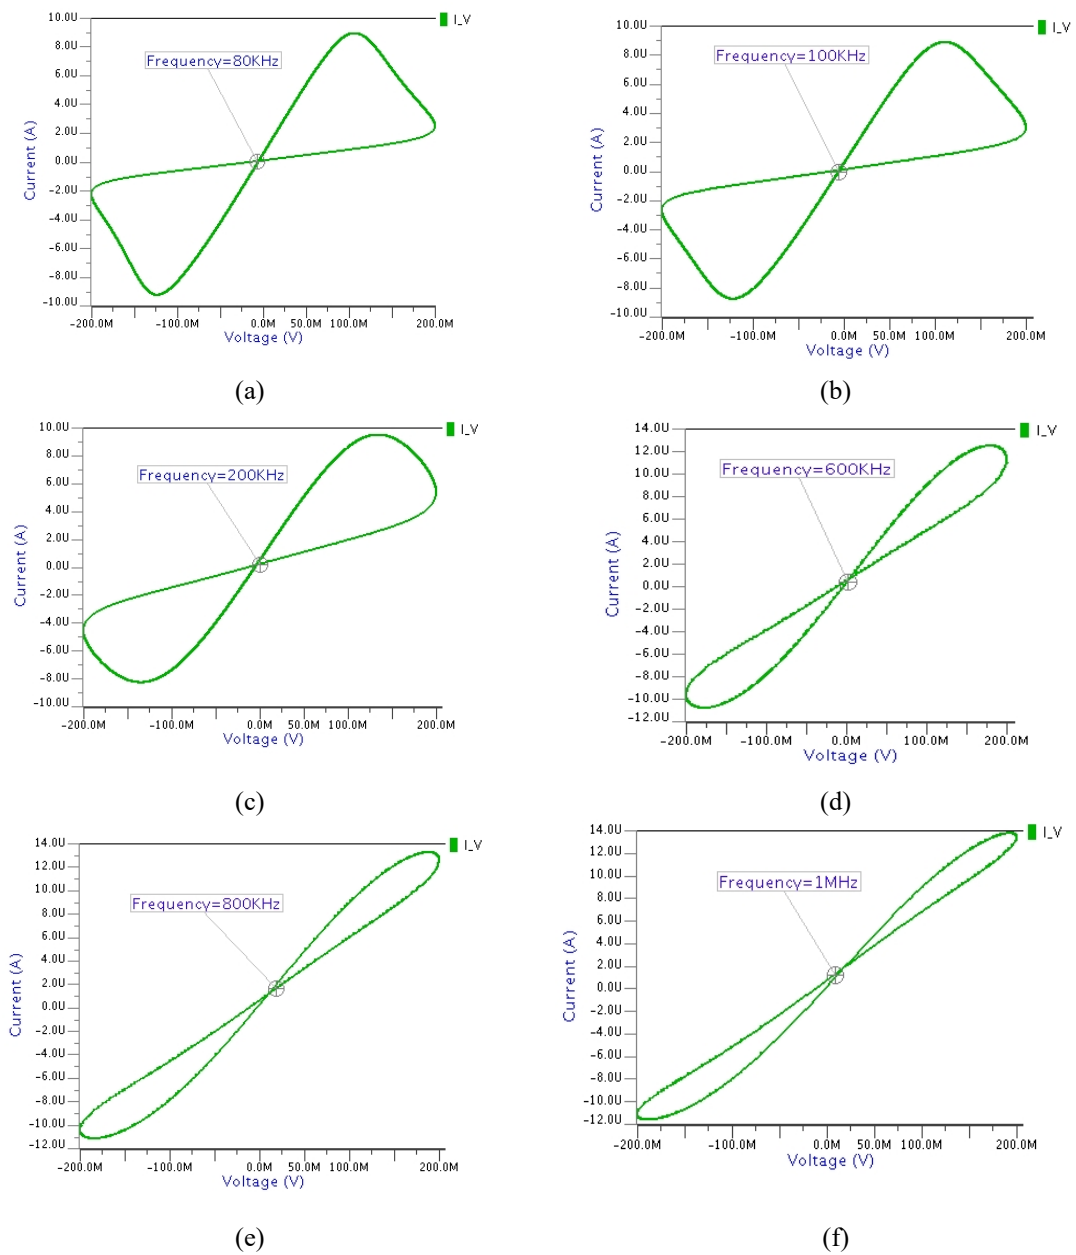 10.0U
I_V
8.0U
Frequency=80KHz
6.0U
4.0U
2.0U
0.0U
-2.0U
-4.0U
-6.0U
-8.0U
-10.0U
Current (A)
-200.0M -100.0M 0.0M 50.0M 100.0M 200.0M
Voltage (V)
(a)
10.0U
I_V
8.0U
Frequency=100KHz
6.0U
4.0U
2.0U
0.0U
-2.0U
-4.0U
-6.0U
-8.0U
-10.0U
Current (A)
-200.0M -100.0M 0.0M 50.0M 100.0M 200.0M
Voltage (V)
(b)
10.0U
I_V
8.0U
Frequency=200KHz
6.0U
4.0U
2.0U
0.0U
-2.0U
-4.0U
-6.0U
-8.0U
-10.0U
Current (A)
-200.0M -100.0M 0.0M 50.0M 100.0M 200.0M
Voltage (V)
(c)
14.0U
I_V
12.0U
Frequency=600KHz
10.0U
8.0U
6.0U
4.0U
2.0U
0.0U
-2.0U
-4.0U
-6.0U
-8.0U
-10.0U
-12.0U
Current (A)
-200.0M -100.0M 0.0M 100.0M 200.0M
Voltage (V)
(d)
14.0U
I_V
12.0U
10.0U
Frequency=800KHz
8.0U
6.0U
4.0U
2.0U
0.0U
-2.0U
-4.0U
-6.0U
-8.0U
-10.0U
-12.0U
Current (A)
-200.0M -100.0M 0.0M 50.0M 100.0M 200.0M
Voltage (V)
(e)
14.0U
I_V
12.0U
10.0U
Frequency=1MHz
8.0U
6.0U
4.0U
2.0U
0.0U
-2.0U
-4.0U
-6.0U
-8.0U
-10.0U
-12.0U
Current (A)
-200.0M -100.0M 0.0M 50.0M 100.0M 200.0M
Voltage (V)
(f)